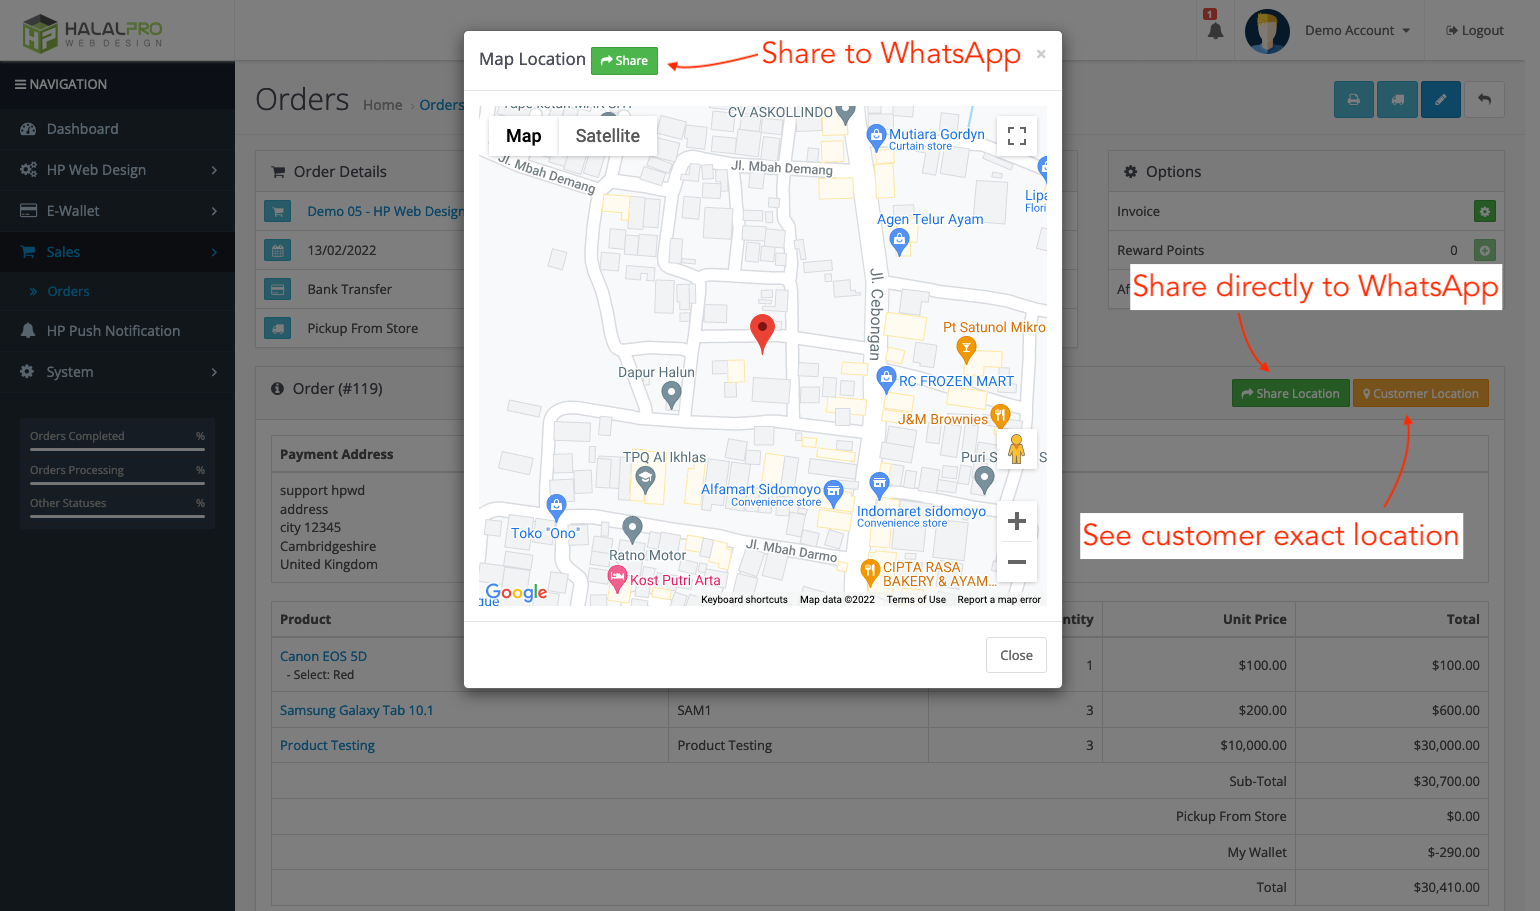 HALALPRO
WEB DESIGN
1
Demo Account
Logout
NAVIGATION
Dashboard
HP Web Design
E-Wallet
Sales
Orders
HP Push Notification
System
Orders Completed %
Orders Processing %
Other Statuses %
Orders
Home › Orders
Order Details
Demo 05 - HP Web Design
13/02/2022
Bank Transfer
Pickup From Store
Options
Invoice
Reward Points 0
Af
Share directly to WhatsApp
Order (#119)
Share Location
Customer Location
See customer exact location
Payment Address
support hpwd
address
city 12345
Cambridgeshire
United Kingdom
Map Location
Share
Share to WhatsApp
×
Map
Satellite
CV ASKOLLINDO
Mutiara Gordyn
Curtain store
Jl. Mbah Demang
Jl. Mbah Demang
Lipa
Flori
Agen Telur Ayam
Jl. Cebongan
Pt Satunol Mikro
Dapur Halun
RC FROZEN MART
J&M Brownies
TPQ Al Ikhlas
Puri S
S
Alfamart Sidomoyo
Convenience store
Indomaret sidomoyo
Convenience store
Toko "Ono"
Ratno Motor
Jl. Mbah Darmo
Kost Putri Arta
CIPTA RASA
BAKERY & AYAM...
Google
gue
Keyboard shortcuts
Map data ©2022
Terms of Use
Report a map error
Close
Product ntity Unit Price Total
Canon EOS 5D 1 $100.00 $100.00
- Select: Red
Samsung Galaxy Tab 10.1 SAM1 3 $200.00 $600.00
Product Testing Product Testing 3 $10,000.00 $30,000.00
Sub-Total $30,700.00
Pickup From Store $0.00
My Wallet $-290.00
Total $30,410.00